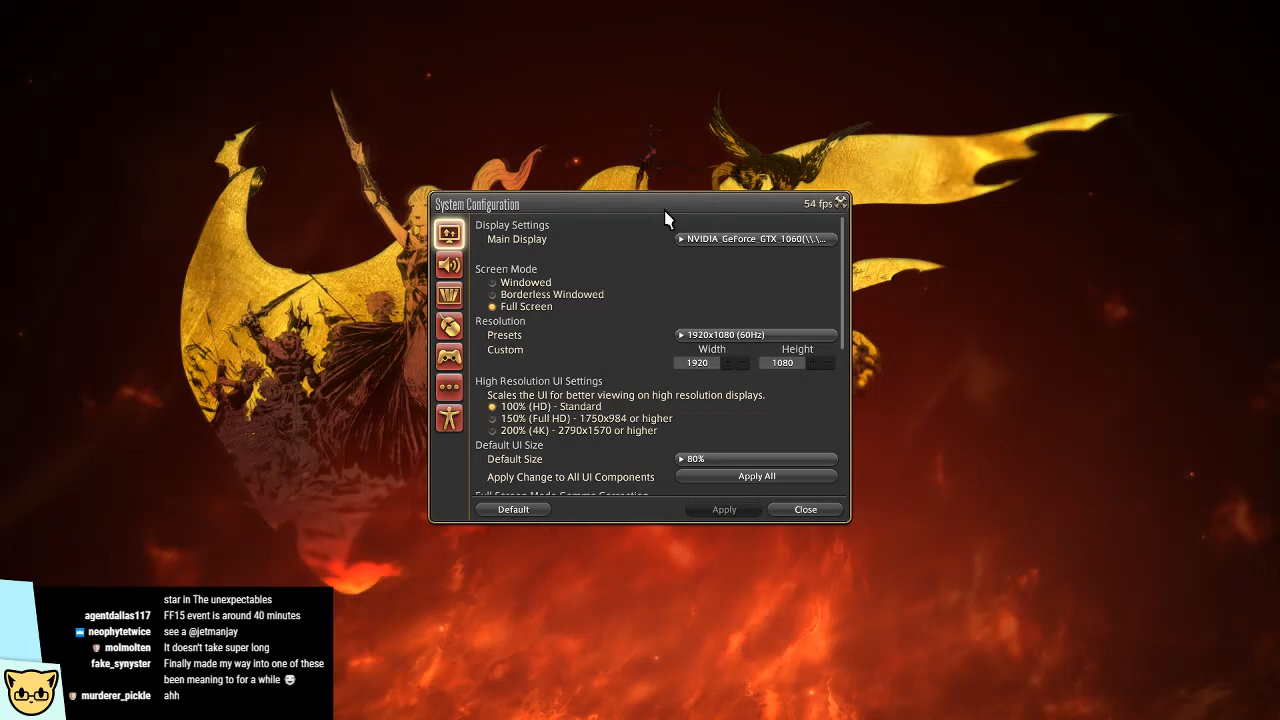 System Configuration
54 fps
Display Settings
Main Display
NVIDIA GeForce GTX 1060(\\.\...
Screen Mode
Windowed
Borderless Windowed
Full Screen
Resolution
Presets
1920x1080 (60Hz)
Custom
Width
Height
1920
1080
High Resolution UI Settings
Scales the UI for better viewing on high resolution displays.
100% (HD) - Standard
150% (Full HD) - 1750x984 or higher
200% (4K) - 2790x1570 or higher
Default UI Size
Default Size
80%
Apply Change to All UI Components
Apply All
Full Screen Mode Gamma Correction
Default
Apply
Close
star in The unexpectables
agentdallas117 FF15 event is around 40 minutes
neophytetwice see a @jetmanjay
molmolten It doesn't take super long
fake_synyster Finally made my way into one of these
been meaning to for a while
murderer_pickle ahh